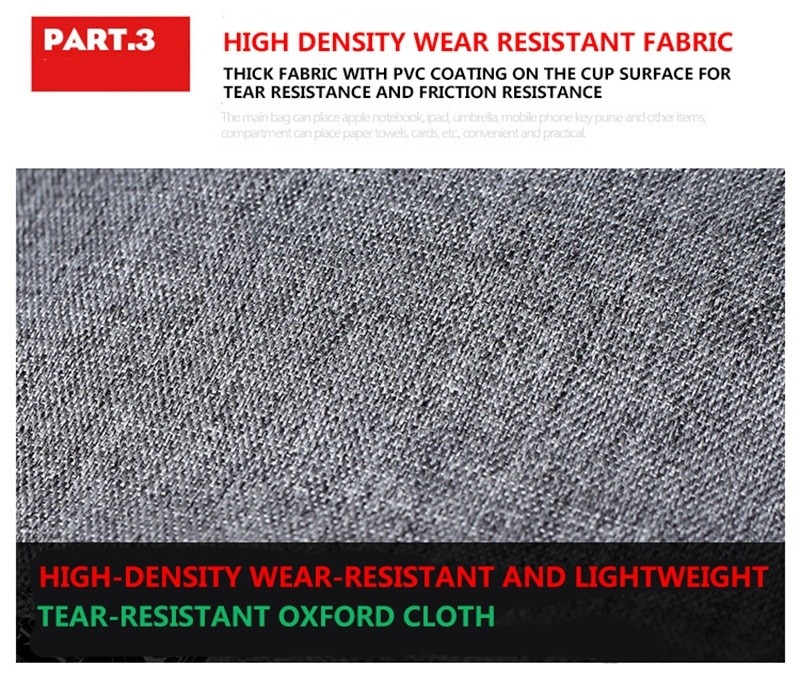 PART.3
HIGH DENSITY WEAR RESISTANT FABRIC
THICK FABRIC WITH PVC COATING ON THE CUP SURFACE FOR
TEAR RESISTANCE AND FRICTION RESISTANCE
The main bag can place apple notebook, ipad, umbrella, mobile phone key purse and other items,
compartment can place paper towels, cards, etc, convenient and practical.
HIGH-DENSITY WEAR-RESISTANT AND LIGHTWEIGHT
TEAR-RESISTANT OXFORD CLOTH